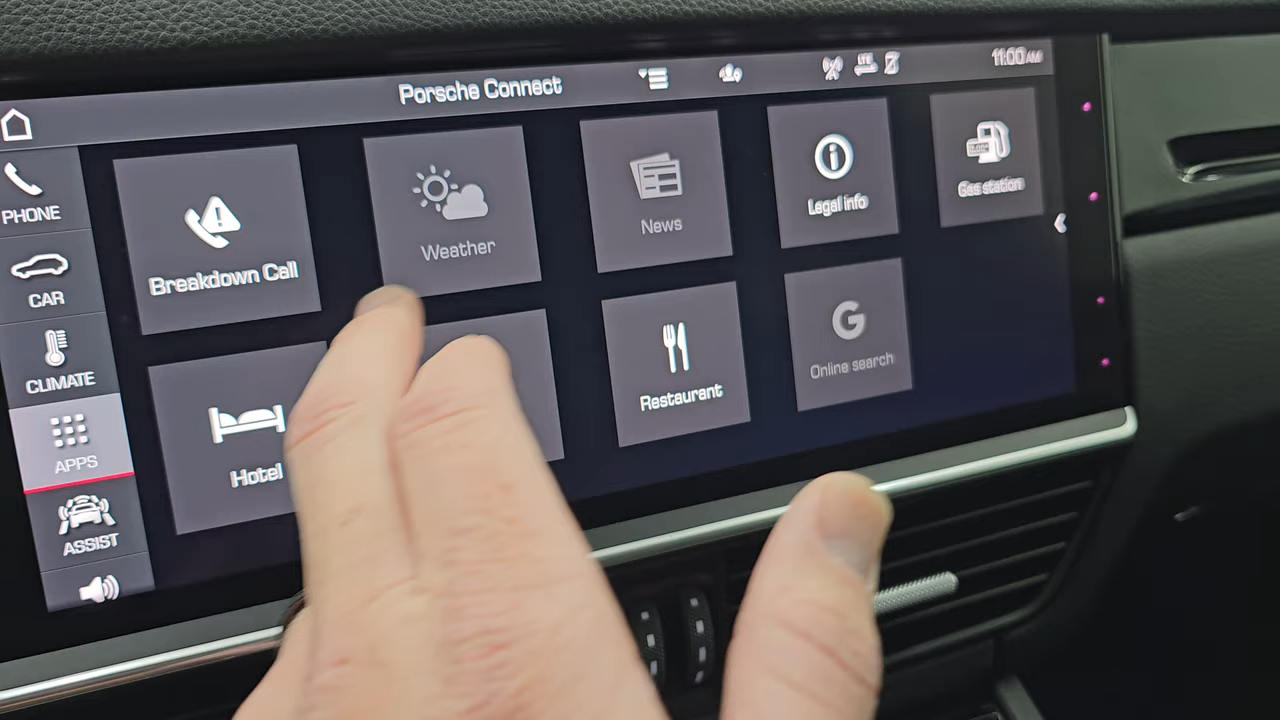 Porsche Connect
LTE
11:00 AM
PHONE
CAR
CLIMATE
APPS
ASSIST
Breakdown Call
Weather
News
Legal info
Gas station
Hotel
Restaurant
G
Online search